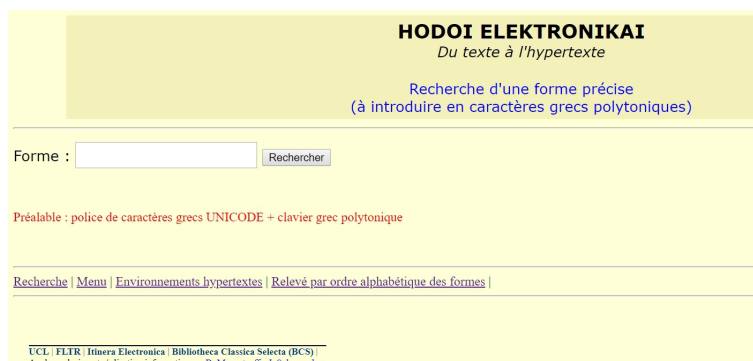 HODOI ELEKTRONIKAI
Du texte à l'hypertexte
Recherche d'une forme précise
(à introduire en caractères grecs polytoniques)
Forme : Rechercher
Préalable : police de caractères grecs UNICODE + clavier grec polytonique
Recherche | Menu | Environnements hypertextes | Relevé par ordre alphabétique des formes |
UCL | FLTR | Itinera Electronica | Bibliotheca Classica Selecta (BCS) |